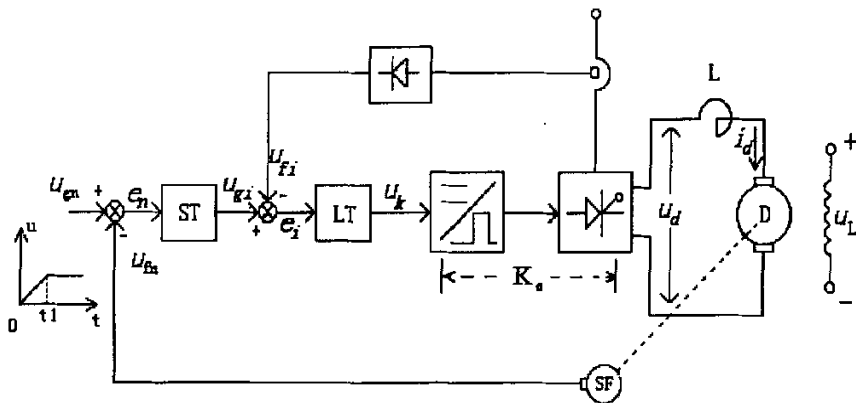 L
i_d
+
u_fi
u_gn
+
e_n
ST
u_gi
-
+
e_i
LT
u_k
u_d
D
u_L
-
u
u_fn
K_s
-
0
t1
t
SF